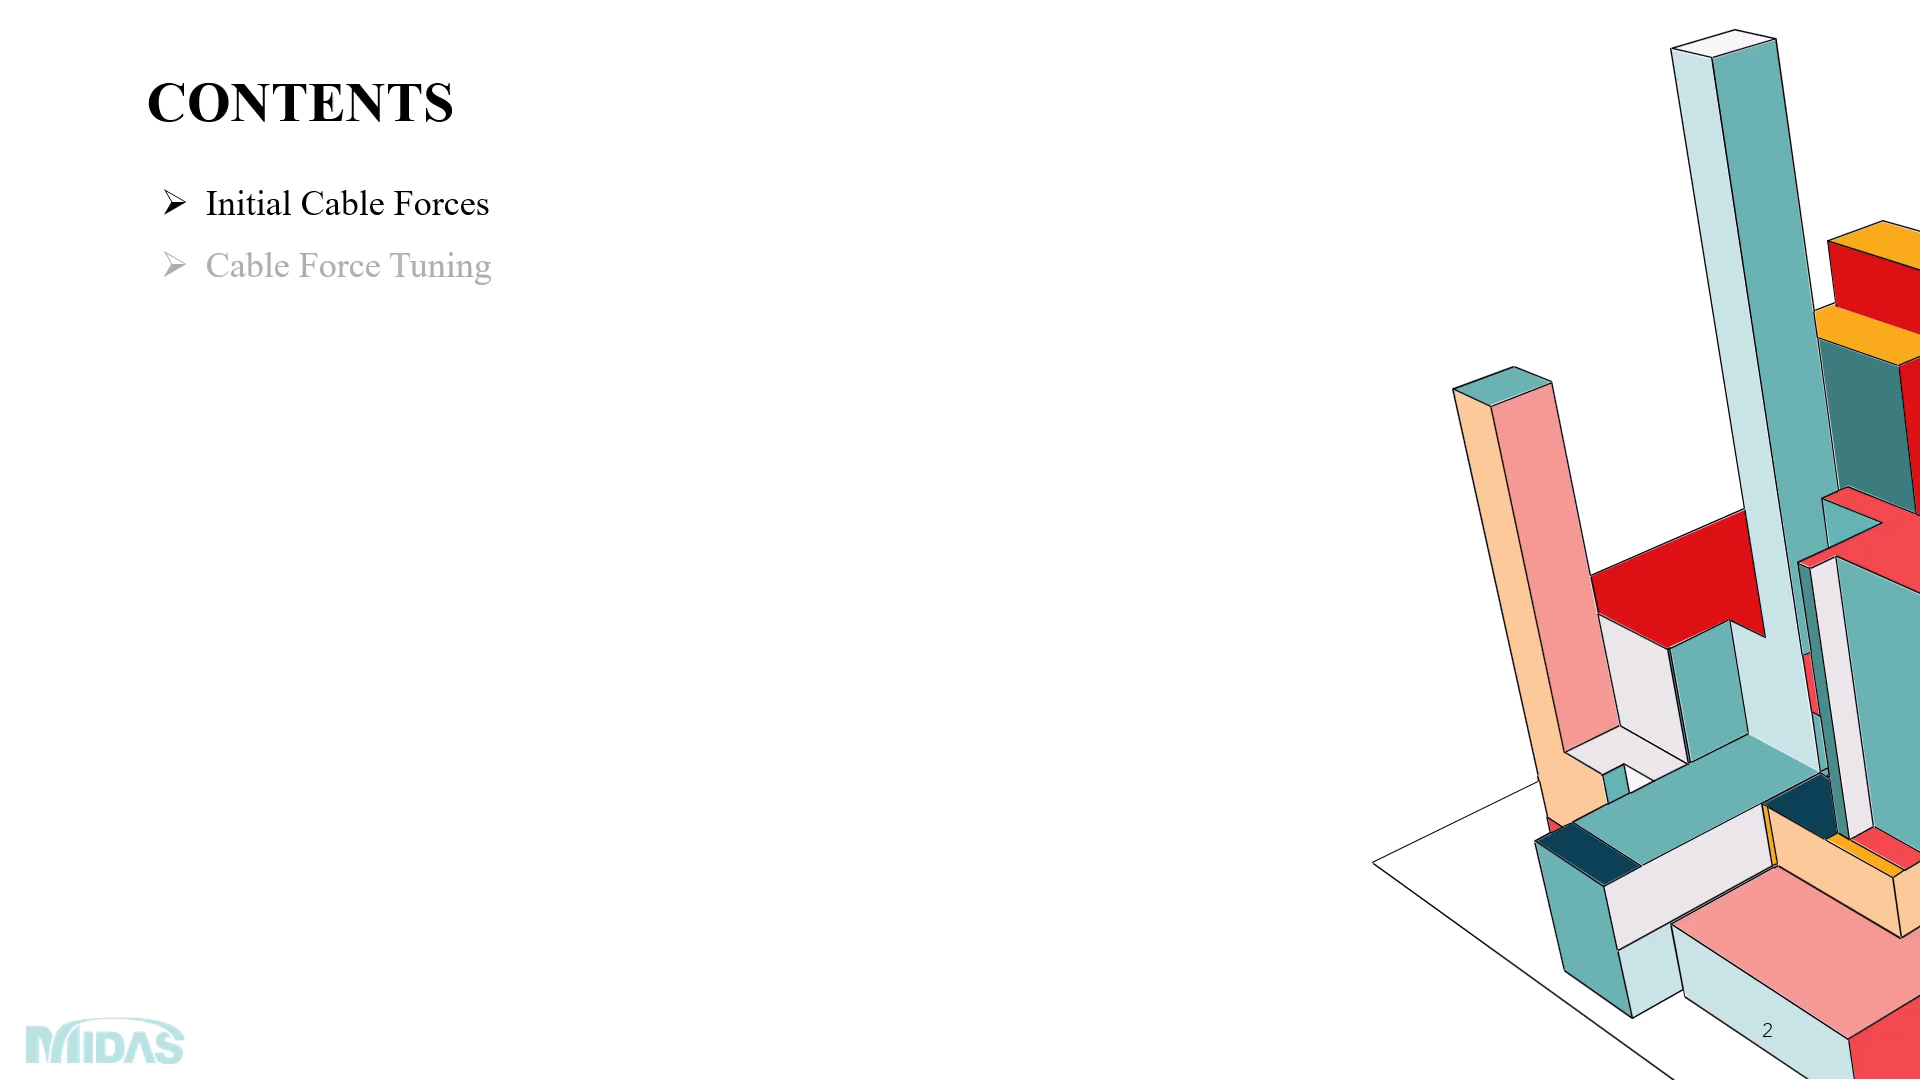 CONTENTS
➢ Initial Cable Forces
➢ Cable Force Tuning
MIDAS
2